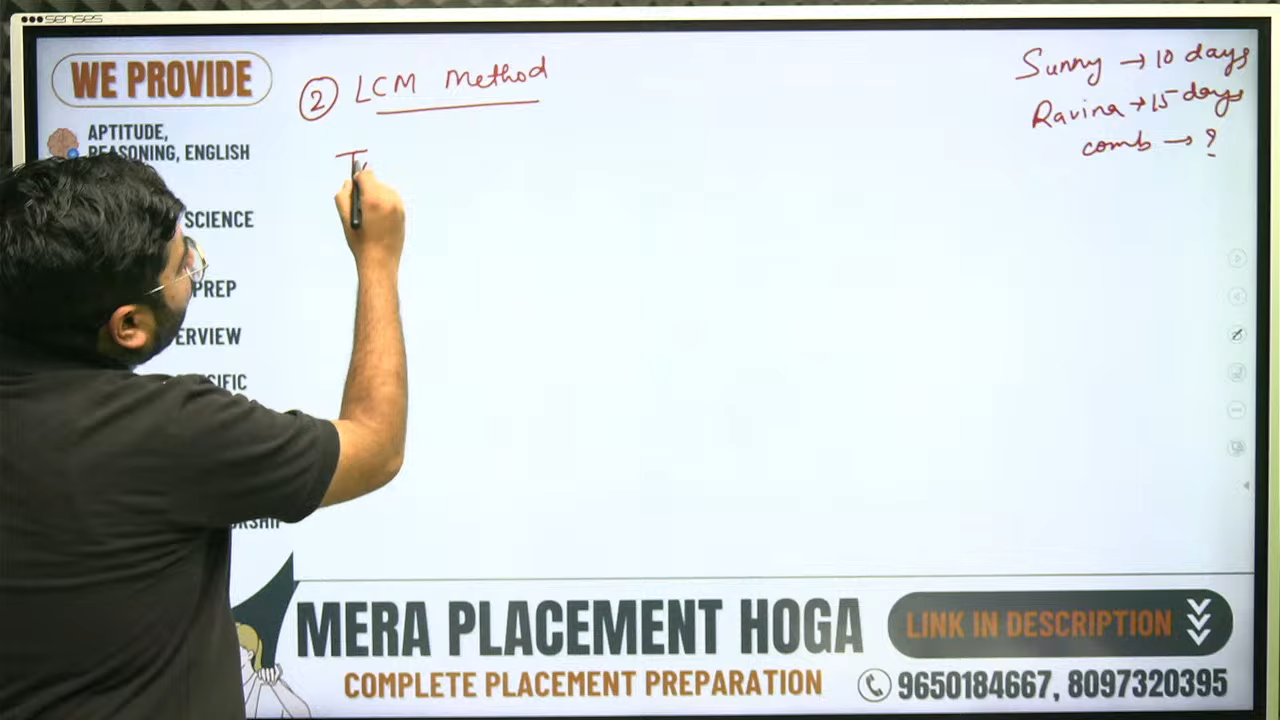 senses
WE PROVIDE
APTITUDE,
REASONING, ENGLISH
SCIENCE
PREP
② LCM Method
T
Sunny → 10 days
Ravina → 15 days
comb → ?
MERA PLACEMENT HOGA
COMPLETE PLACEMENT PREPARATION
LINK IN DESCRIPTION
9650184667, 8097320395